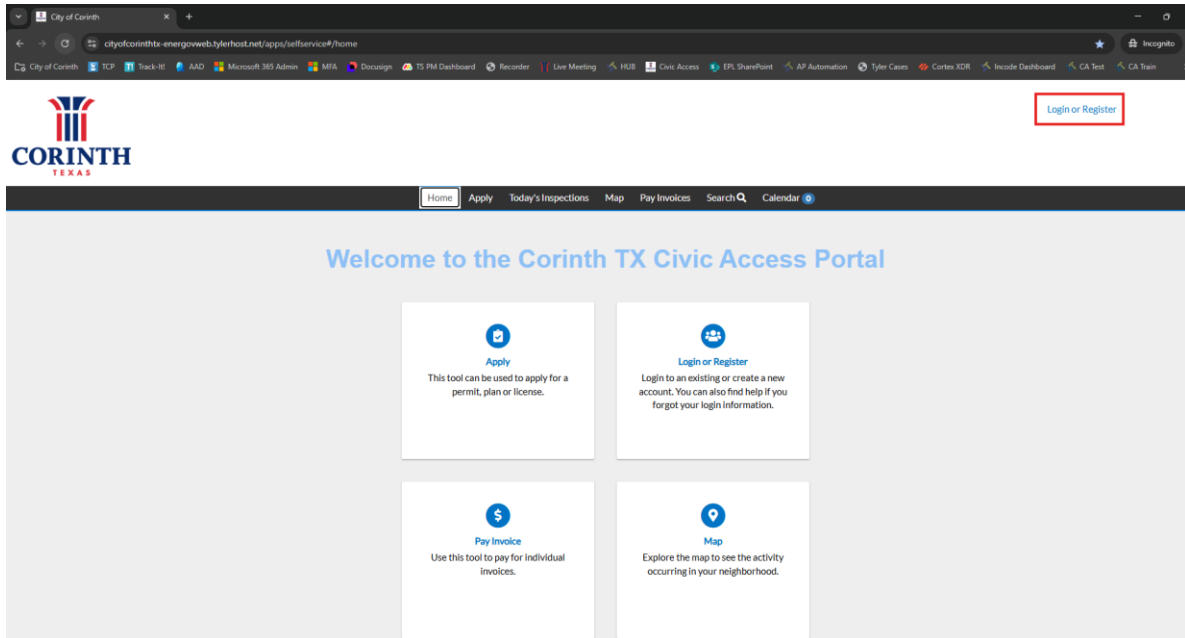 City of Corinth
cityofcorinthtx-energovweb.tylerhost.net/apps/selfservice#/home
Incognito
City of Corinth TCP Track-It! AAD Microsoft 365 Admin MFA Docusign TS PM Dashboard Recorder Live Meeting HUB Civic Access EPL SharePoint AP Automation Tyler Cases Cortex XDR Incode Dashboard CA Test CA Train
Login or Register
CORINTH
TEXAS
Home Apply Today's Inspections Map Pay Invoices Search Calendar 0
Welcome to the Corinth TX Civic Access Portal
Apply
This tool can be used to apply for a
permit, plan or license.
Login or Register
Login to an existing or create a new
account. You can also find help if you
forgot your login information.
Pay Invoice
Use this tool to pay for individual
invoices.
Map
Explore the map to see the activity
occurring in your neighborhood.